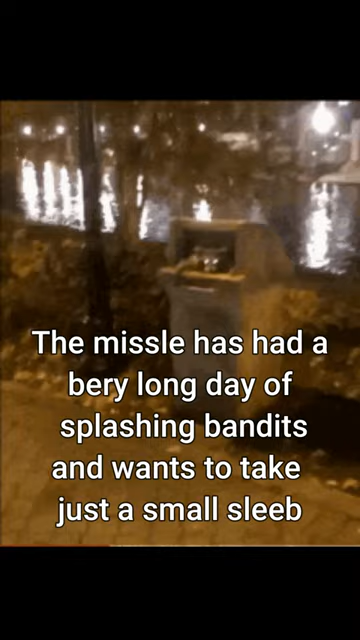 The missle has had a
bery long day of
splashing bandits
and wants to take
just a small sleeb